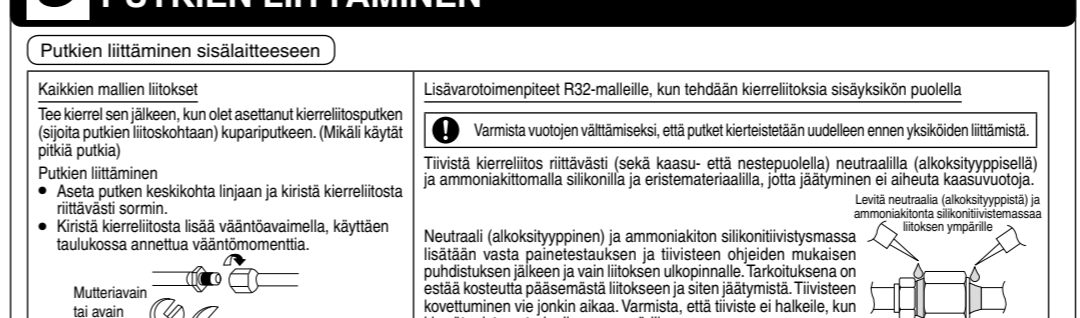 PUTKIEN LIITTÄMINEN
Putkien liittäminen sisälaitteeseen
Kaikkien mallien liitokset
Tee kierrel sen jälkeen, kun olet asettanut kierreliitosputken
(sijoita putkien liitoskohtaan) kupariputkeen. (Mikäli käytät
pitkiä putkia)
Putkien liittäminen
• Aseta putken keskikohta linjaan ja kiristä kierreliitosta
riittävästi sormin.
• Kiristä kierreliitosta lisää vääntöavaimella, käyttäen
taulukossa annettua vääntömomenttia.
Mutteriavain
tai avain
Lisävarotoimenpiteet R32-malleille, kun tehdään kierreliitoksia sisäyksikön puolella
Varmista vuotojen välttämiseksi, että putket kierteistetään uudelleen ennen yksiköiden liittämistä.
Tiivistä kierreliitos riittävästi (sekä kaasu- että nestepuolella) neutraalilla (alkoksityyppisellä)
ja ammoniakittomalla silikonilla ja eristemateriaalilla, jotta jäätyminen ei aiheuta kaasuvuotoja.
Levitä neutraalia (alkoksityyppistä) ja
ammoniakitonta silikonitiivistemassaa
liitoksen ympärille
Neutraali (alkoksityyppinen) ja ammoniakiton silikonitiivistysmassa
lisätään vasta painetestauksen ja tiivisteen ohjeiden mukaisen
puhdistuksen jälkeen ja vain liitoksen ulkopinnalle. Tarkoituksena on
estää kosteutta pääsemästä liitokseen ja siten jäätymistä. Tiivisteen
kovettuminen vie jonkin aikaa. Varmista, että tiiviste ei halkeile, kun